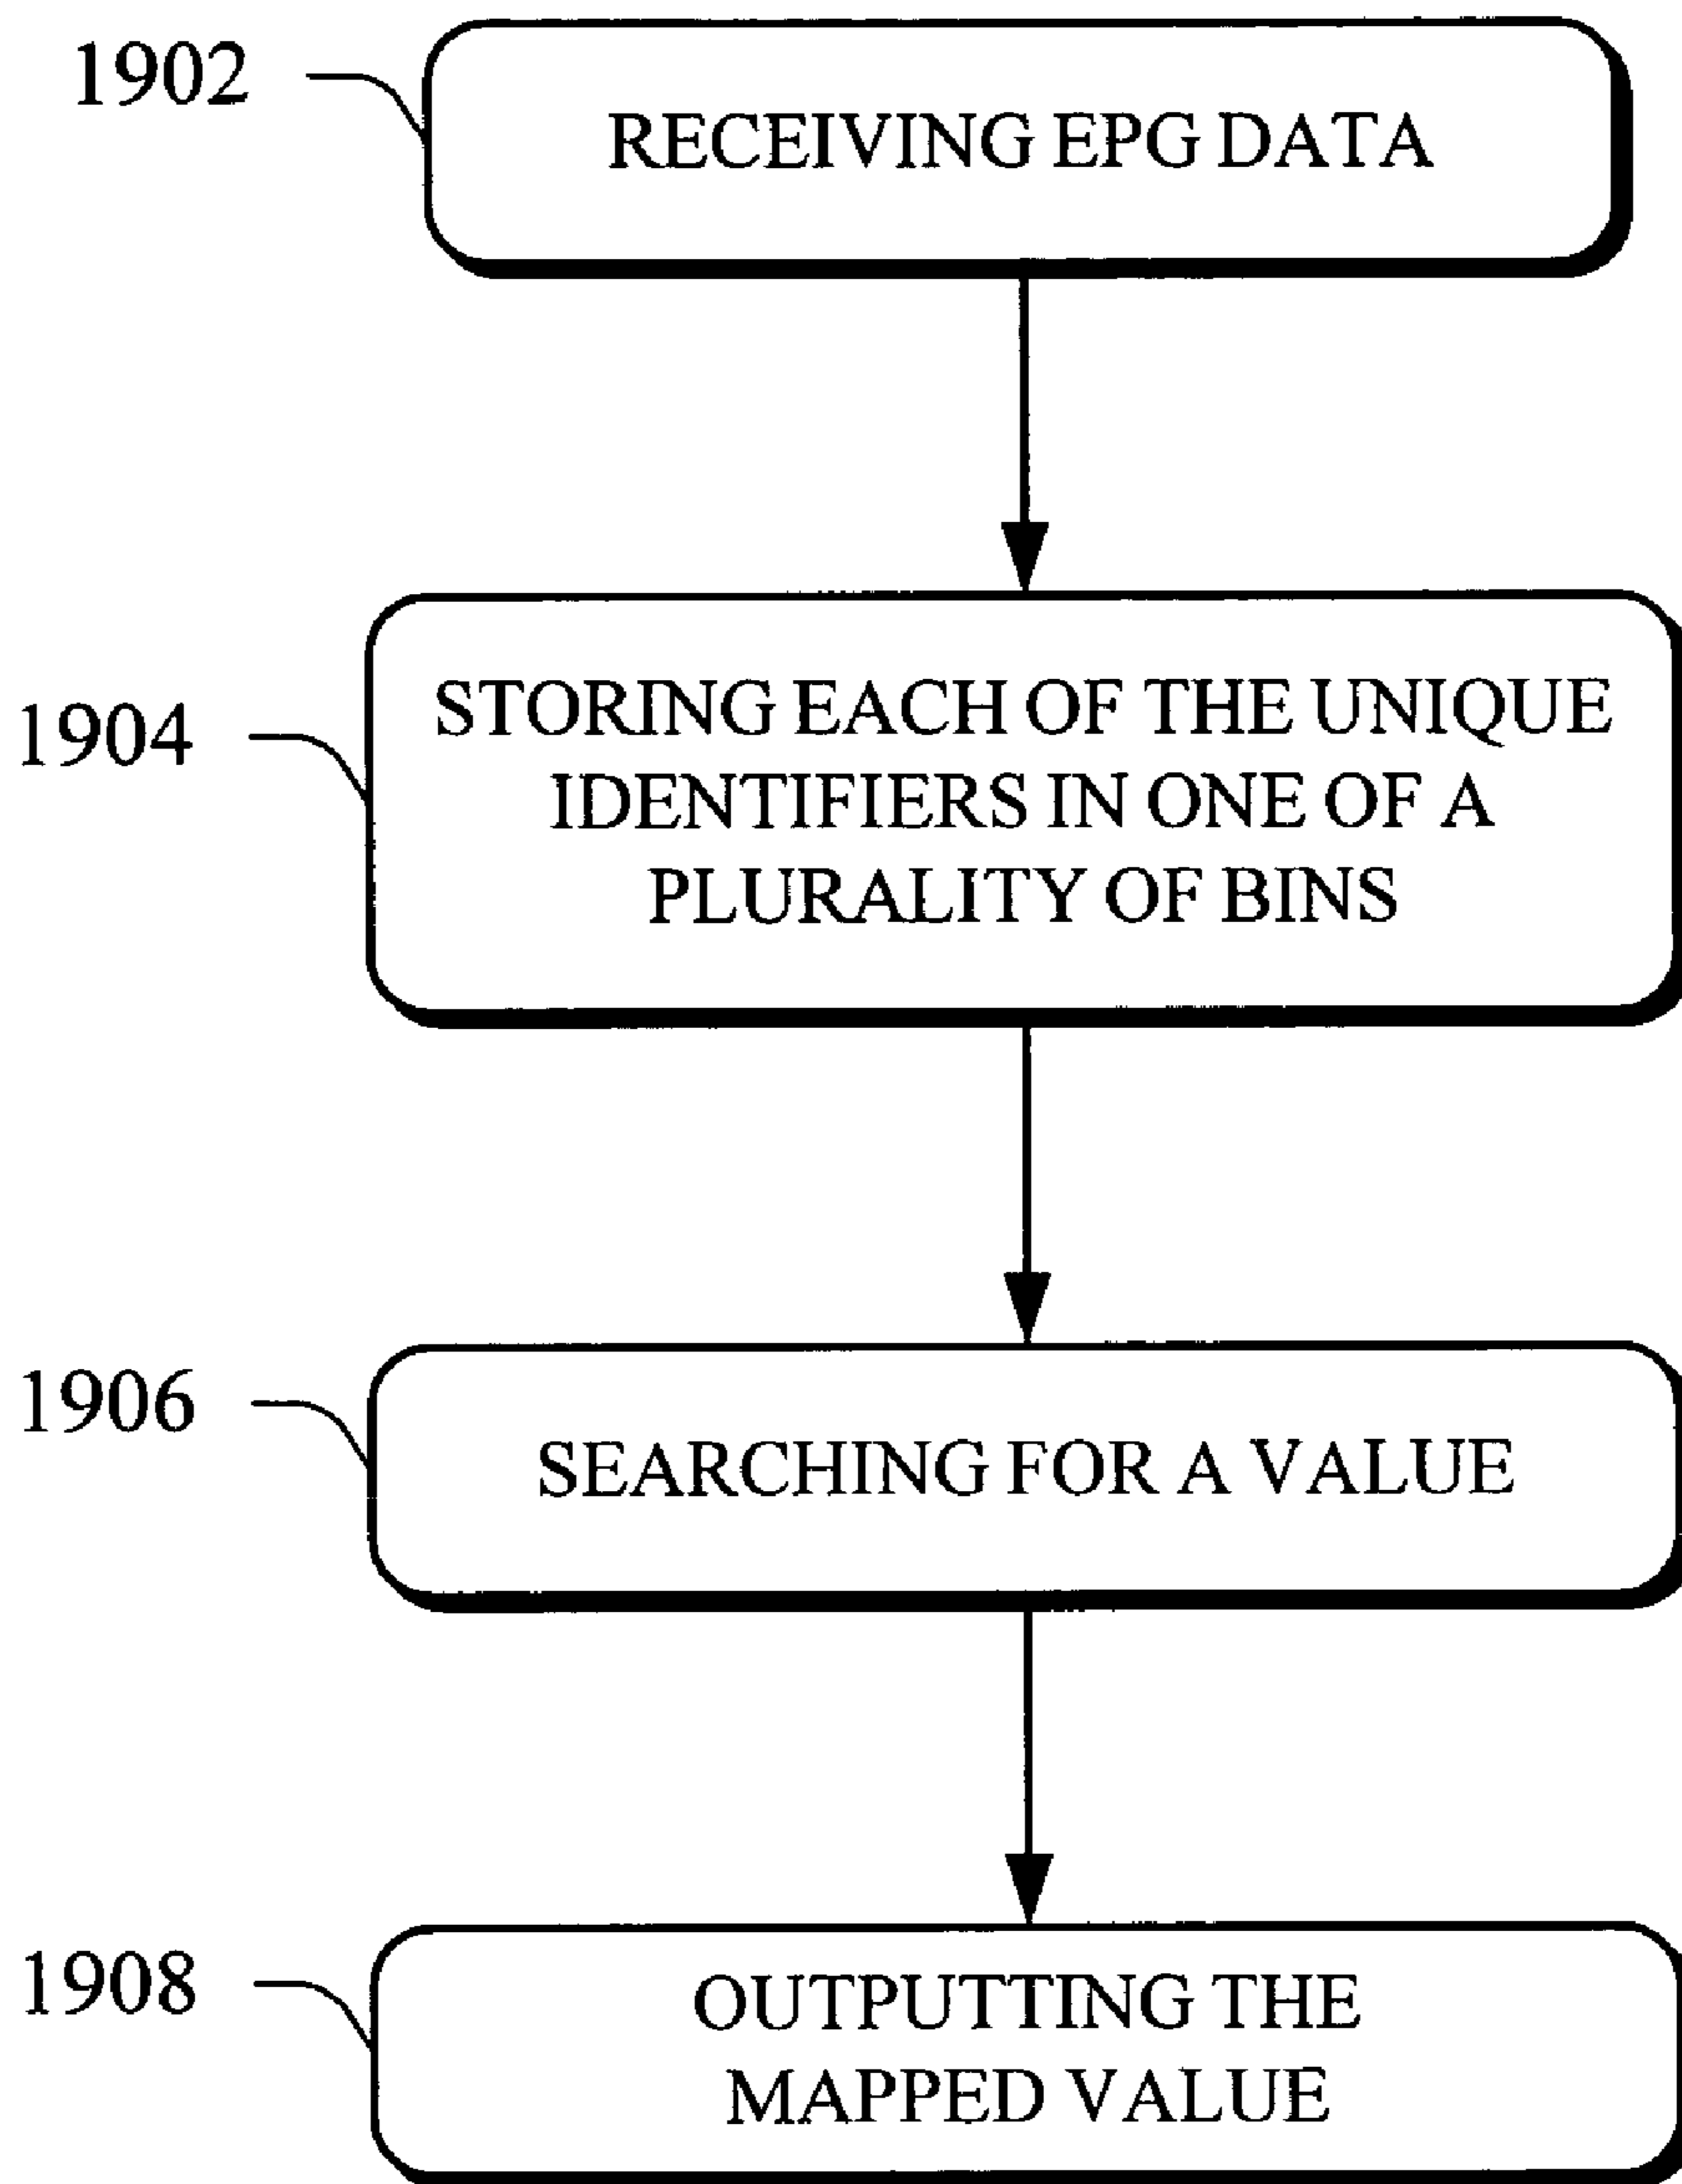 1902
RECEIVING EPG DATA
1904
STORING EACH OF THE UNIQUE
IDENTIFIERS IN ONE OF A
PLURALITY OF BINS
1906
SEARCHING FOR A VALUE
1908
OUTPUTTING THE
MAPPED VALUE